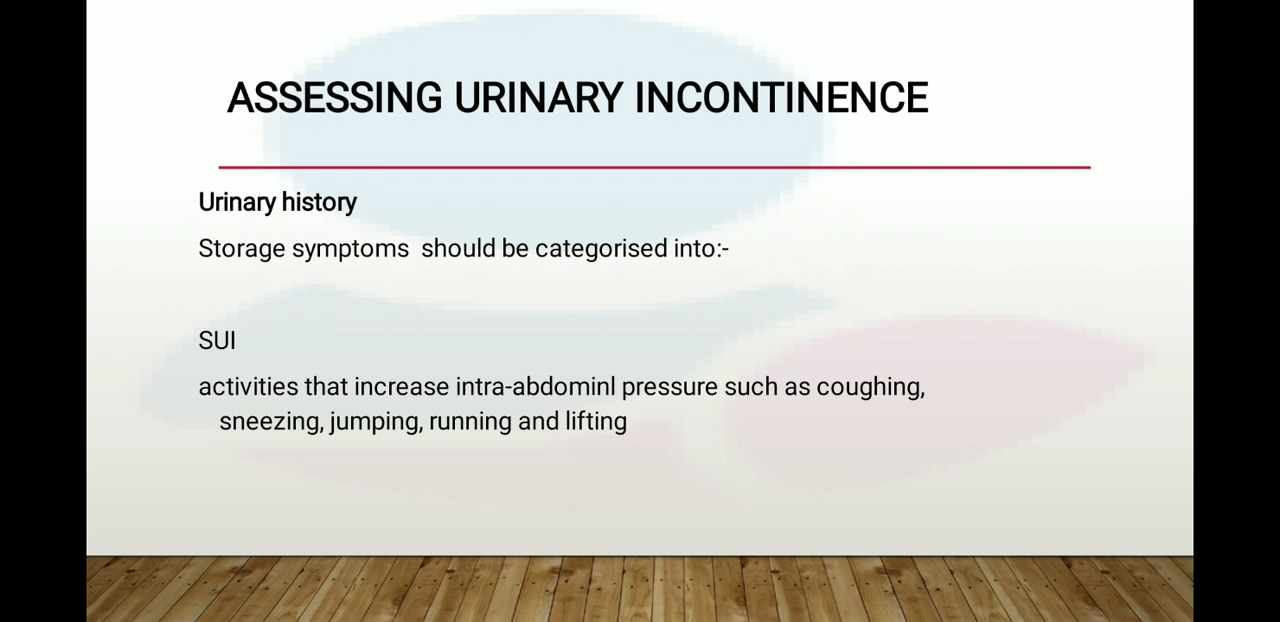 ASSESSING URINARY INCONTINENCE
Urinary history
Storage symptoms  should be categorised into:-
SUI
activities that increase intra-abdominl pressure such as coughing,
sneezing, jumping, running and lifting